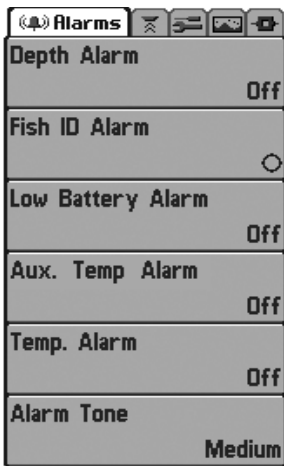 Alarms
Depth Alarm
Off
Fish ID Alarm
Low Battery Alarm
Off
Aux. Temp Alarm
Off
Temp. Alarm
Off
Alarm Tone
Medium